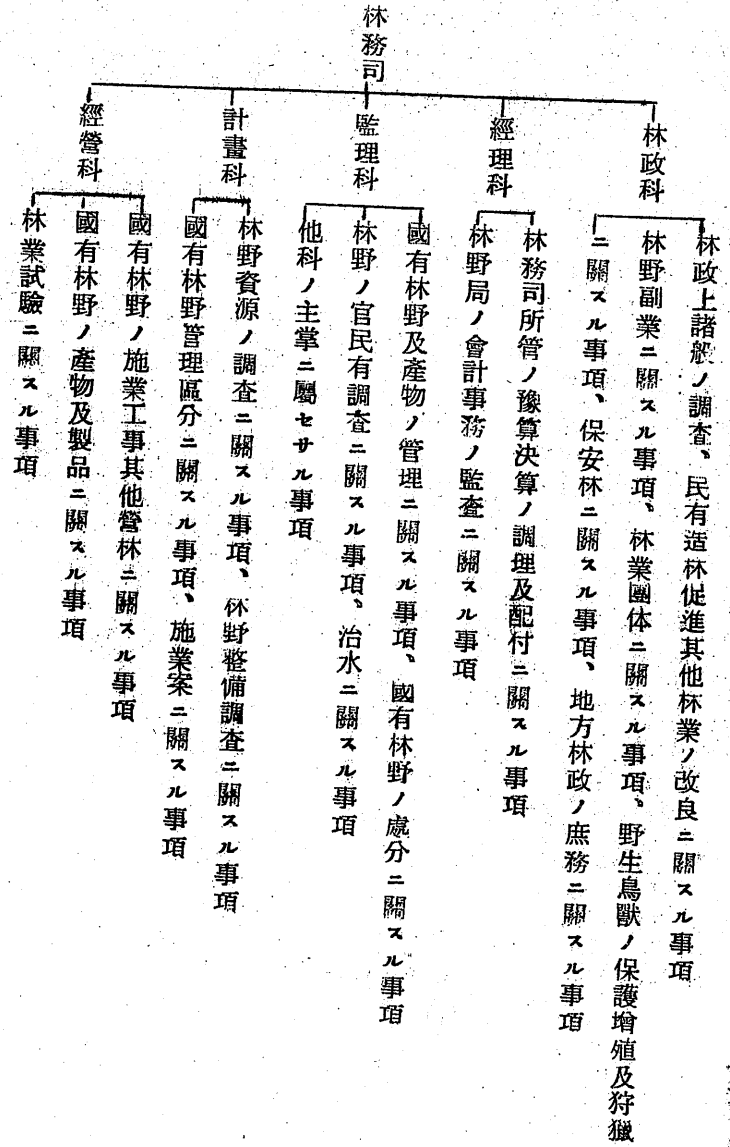 林務司
林政科
林政上諸般ノ調査、民有造林促進其他林業ノ改良ニ關スル事項
林野副業ニ關スル事項、林業團体ニ關スル事項、野生鳥獸ノ保護增殖及狩獵
ニ關スル事項、保安林ニ關スル事項、地方林政ノ庶務ニ關スル事項
經理科
林務司所管ノ豫算決算ノ調理及配付ニ關スル事項
林野局ノ會計事務ノ監査ニ關スル事項
監理科
國有林野及產物ノ管理ニ關スル事項、國有林野ノ處分ニ關スル事項
林野ノ官民有調査ニ關スル事項、治水ニ關スル事項
他科ノ主掌ニ屬セサル事項
計畫科
林野資源ノ調査ニ關スル事項、林野整備調査ニ關スル事項
國有林野管理區分ニ關スル事項、施業案ニ關スル事項
經營科
國有林野ノ施業工事其他營林ニ關スル事項
國有林野ノ產物及製品ニ關スル事項
林業試驗ニ關スル事項